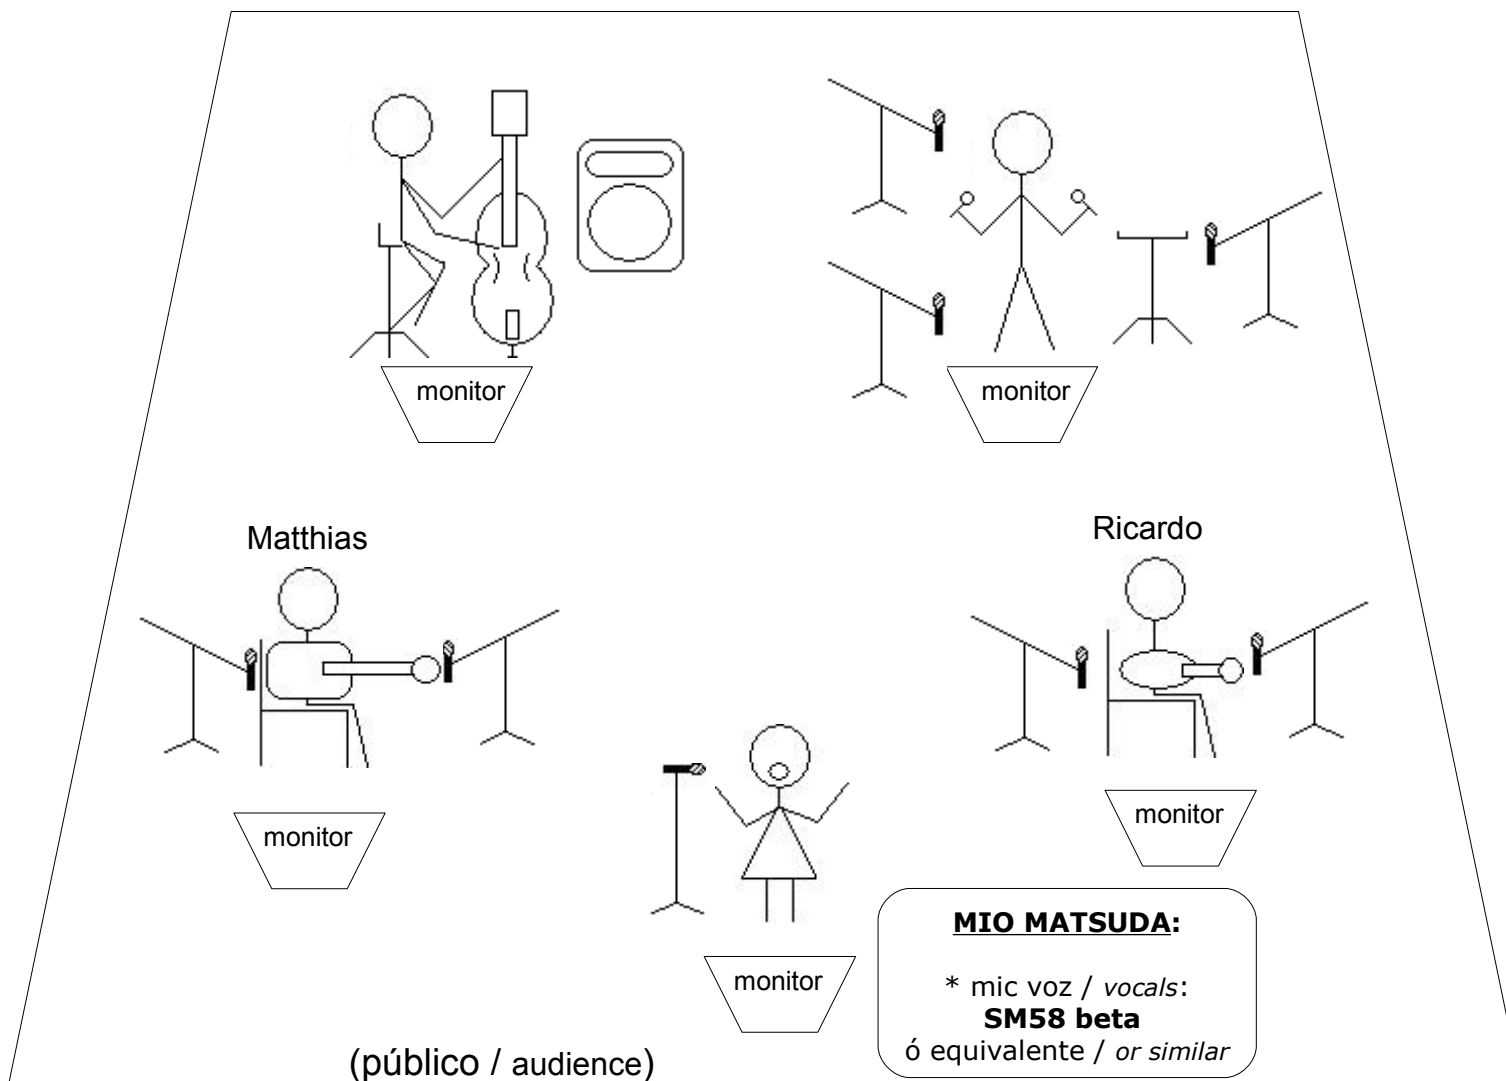 monitor
monitor
Matthias
Ricardo
monitor
monitor
monitor
MIO MATSUDA:
* mic voz / vocals:
SM58 beta
ó equivalente / or similar
(público / audience)